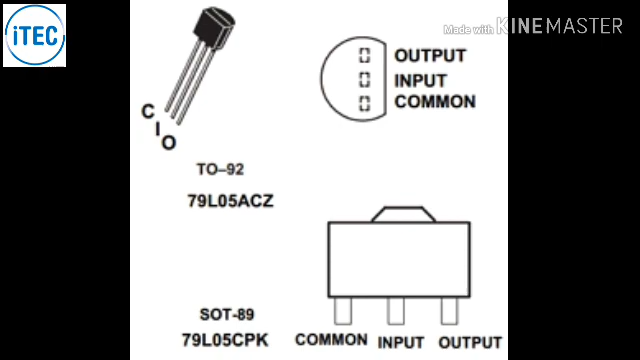 iTEC
Made with KINEMASTER
OUTPUT
INPUT
COMMON
C
I
O
TO–92
79L05ACZ
SOT-89
79L05CPK
COMMON INPUT OUTPUT